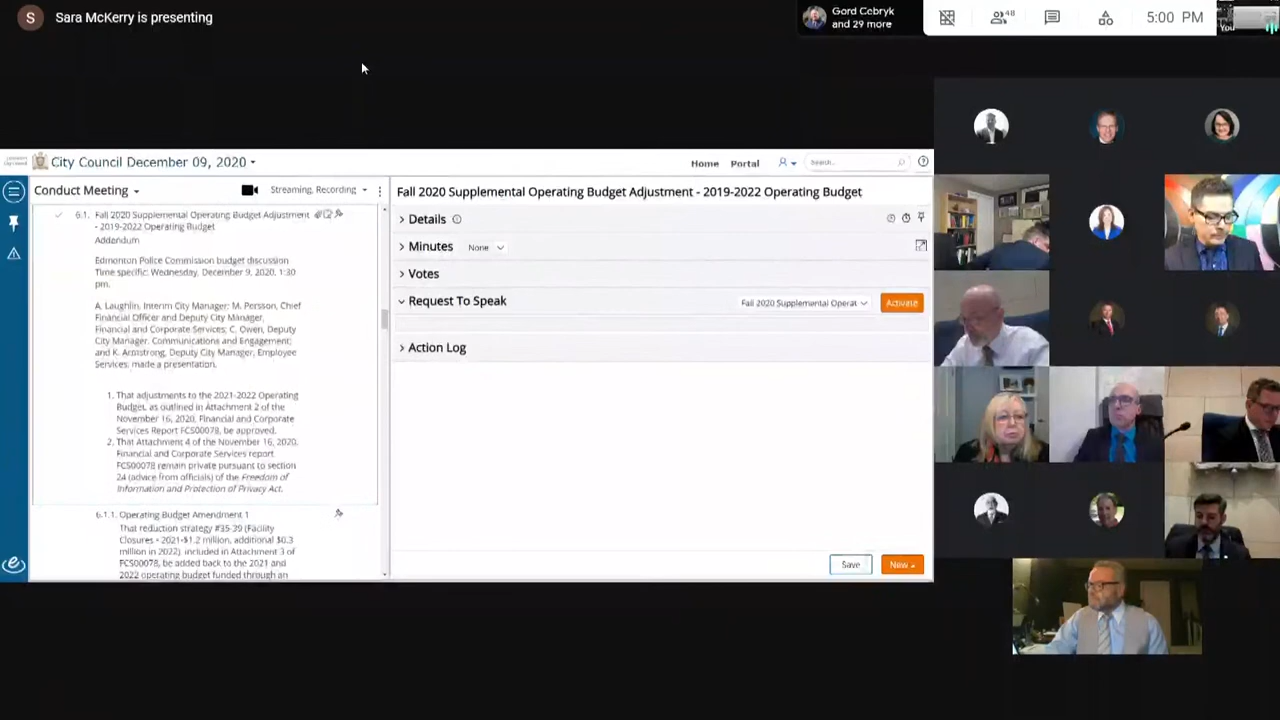 S Sara McKerry is presenting
Gord Cebryk
and 29 more
48
5:00 PM
You
City Council December 09, 2020
Home Portal
Search...
Conduct Meeting
Streaming, Recording
6.1. Fall 2020 Supplemental Operating Budget Adjustment
- 2019-2022 Operating Budget
Addendum
Edmonton Police Commission budget discussion
Time specific: Wednesday, December 9, 2020, 1:30
pm.
A. Laughlin, Interim City Manager; M. Persson, Chief
Financial Officer and Deputy City Manager,
Financial and Corporate Services; C. Owen, Deputy
City Manager, Communications and Engagement;
and K. Armstrong, Deputy City Manager, Employee
Services, made a presentation.
1. That adjustments to the 2021-2022 Operating
Budget, as outlined in Attachment 2 of the
November 16, 2020, Financial and Corporate
Services Report FCS00078, be approved.
2. That Attachment 4 of the November 16, 2020,
Financial and Corporate Services report
FCS00078 remain private pursuant to section
24 (advice from officials) of the Freedom of
Information and Protection of Privacy Act.
6.1.1. Operating Budget Amendment 1
That reduction strategy #35-39 (Facility
Closures - 2021-$1.2 million, additional $0.3
million in 2022), included in Attachment 3 of
FCS00078, be added back to the 2021 and
2022 operating budget funded through an
Fall 2020 Supplemental Operating Budget Adjustment - 2019-2022 Operating Budget
Details
Minutes None
Votes
Request To Speak
Fall 2020 Supplemental Operat
Activate
Action Log
Save
New